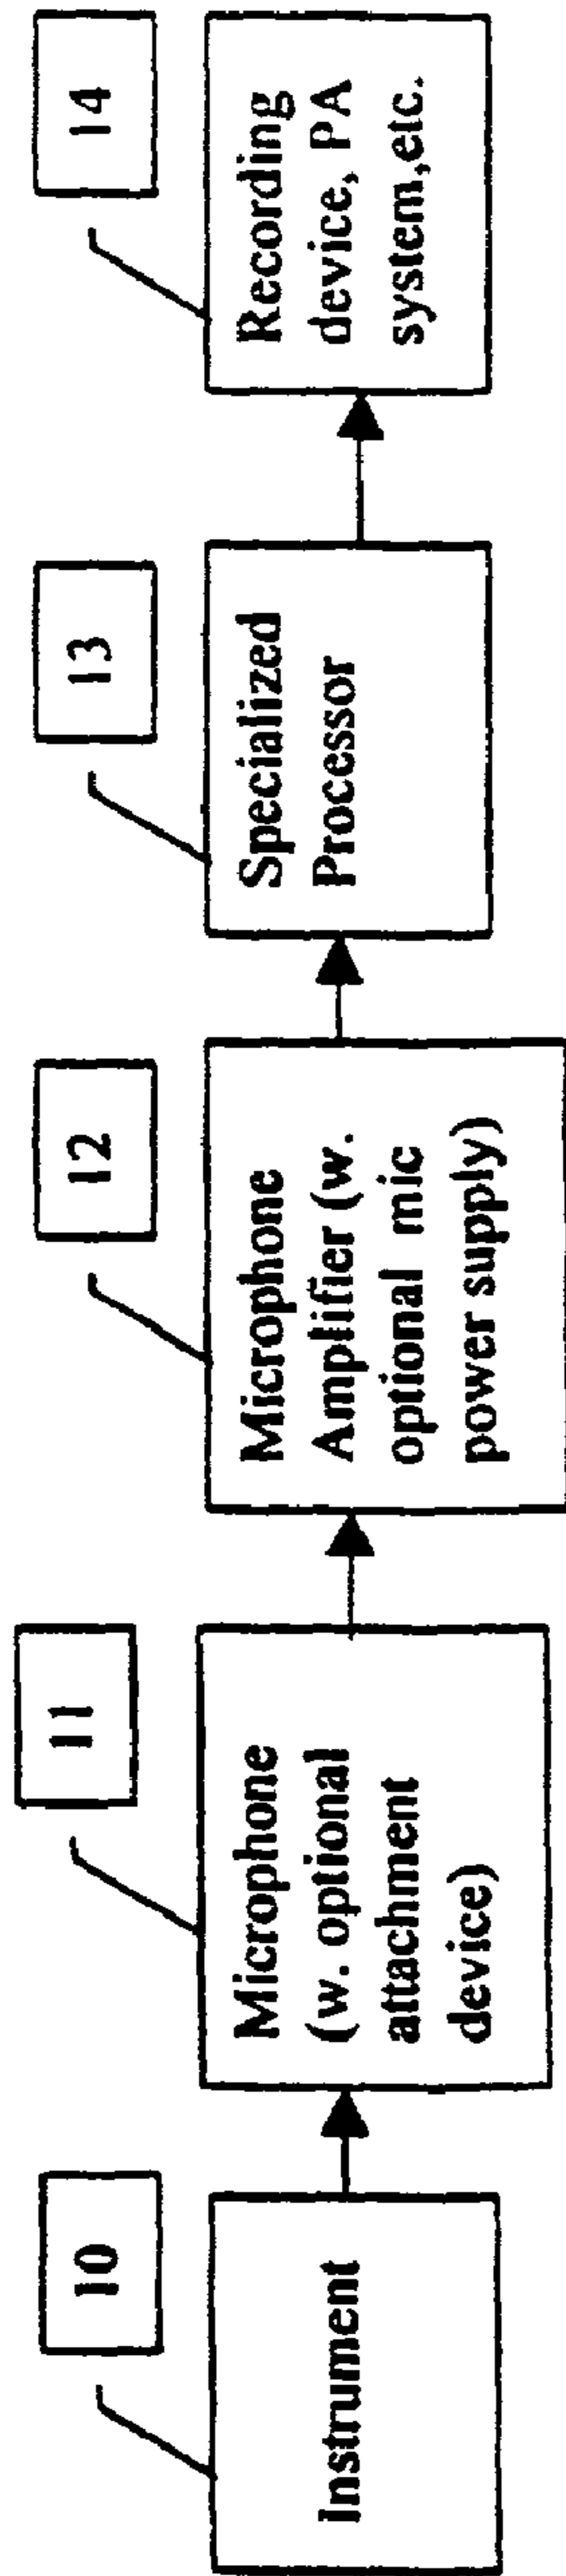 10
Instrument
11
Microphone
(w. optional
attachment
device)
12
Microphone
Amplifier (w.
optional mic
power supply)
13
Specialized
Processor
14
Recording
device, PA
system,etc.